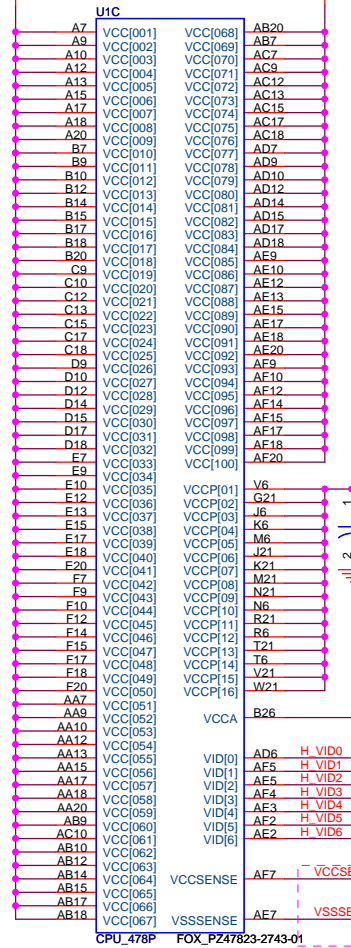 U1C
A7 VCC[001] VCC[068] AB20
A9 VCC[002] VCC[069] AB7
A10 VCC[003] VCC[070] AC7
A12 VCC[004] VCC[071] AC9
A13 VCC[005] VCC[072] AC12
A15 VCC[006] VCC[073] AC13
A17 VCC[007] VCC[074] AC15
A18 VCC[008] VCC[075] AC17
A20 VCC[009] VCC[076] AC18
B7 VCC[010] VCC[077] AD7
B9 VCC[011] VCC[078] AD9
B10 VCC[012] VCC[079] AD10
B12 VCC[013] VCC[080] AD12
B14 VCC[014] VCC[081] AD14
B15 VCC[015] VCC[082] AD15
B17 VCC[016] VCC[083] AD17
B18 VCC[017] VCC[084] AD18
B20 VCC[018] VCC[085] AE9
C9 VCC[019] VCC[086] AE10
C10 VCC[020] VCC[087] AE12
C12 VCC[021] VCC[088] AE13
C13 VCC[022] VCC[089] AE15
C15 VCC[023] VCC[090] AE17
C17 VCC[024] VCC[091] AE18
C18 VCC[025] VCC[092] AE20
D9 VCC[026] VCC[093] AF9
D10 VCC[027] VCC[094] AF10
D12 VCC[028] VCC[095] AF12
D14 VCC[029] VCC[096] AF14
D15 VCC[030] VCC[097] AF15
D17 VCC[031] VCC[098] AF17
D18 VCC[032] VCC[099] AF18
E7 VCC[033] VCC[100] AF20
E9 VCC[034]
E10 VCC[035] VCCP[01] V6
E12 VCC[036] VCCP[02] G21
E13 VCC[037] VCCP[03] J6
E15 VCC[038] VCCP[04] K6
E17 VCC[039] VCCP[05] M6
E18 VCC[040] VCCP[06] J21
E20 VCC[041] VCCP[07] K21
F7 VCC[042] VCCP[08] M21
F9 VCC[043] VCCP[09] N21
F10 VCC[044] VCCP[10] N6
F12 VCC[045] VCCP[11] R21
F14 VCC[046] VCCP[12] R6
F15 VCC[047] VCCP[13] T21
F17 VCC[048] VCCP[14] T6
F18 VCC[049] VCCP[15] V21
F20 VCC[050] VCCP[16] W21
AA7 VCC[051]
AA9 VCC[052] VCCA B26
AA10 VCC[053]
AA12 VCC[054]
AA13 VCC[055] VID[0] AD6 H_VID0
AA15 VCC[056] VID[1] AF5 H_VID1
AA17 VCC[057] VID[2] AE5 H_VID2
AA18 VCC[058] VID[3] AF4 H_VID3
AA20 VCC[059] VID[4] AE3 H_VID4
AB9 VCC[060] VID[5] AF2 H_VID5
AC10 VCC[061] VID[6] AE2 H_VID6
AB10 VCC[062]
AB12 VCC[063]
AB14 VCC[064] VCCSENSE AF7 VCCSE
AB15 VCC[065]
AB17 VCC[066]
AB18 VCC[067] VSSSENSE AE7 VSSSE
CPU_478P FOX_PZ47823-2743-01
1
2